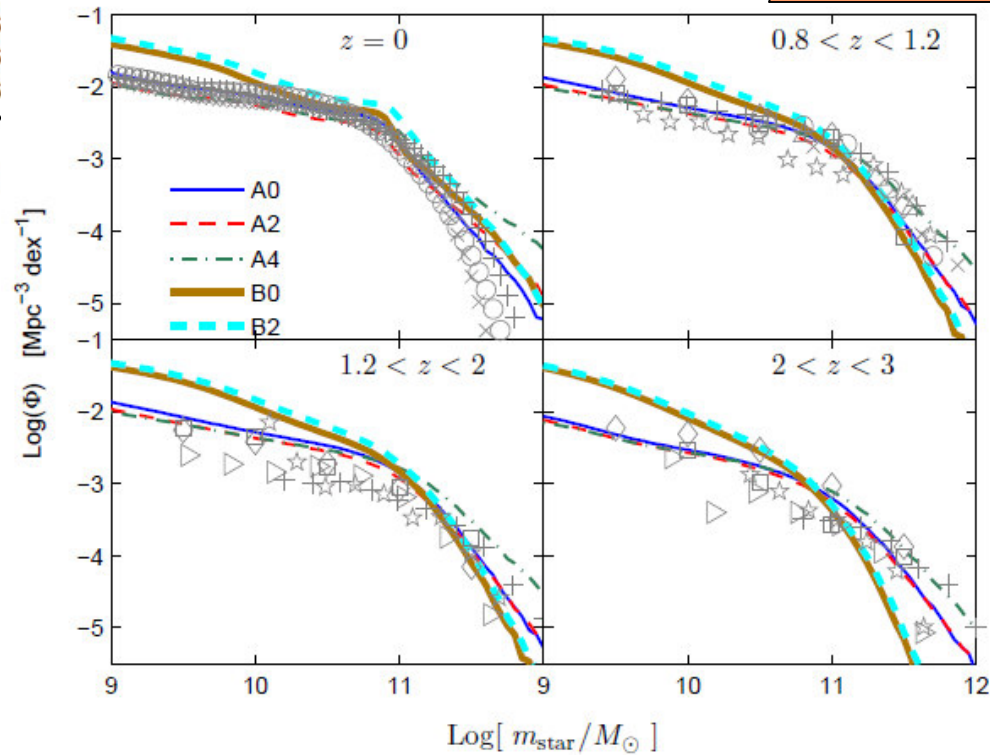 z = 0
0.8 < z < 1.2
1.2 < z < 2
2 < z < 3
A0
A2
A4
B0
B2
Log(Φ) [Mpc⁻³ dex⁻¹]
−1
−2
−3
−4
−5
−1
−2
−3
−4
−5
9
10
11
9
10
11
12
Log[ m_star/M_⊙ ]